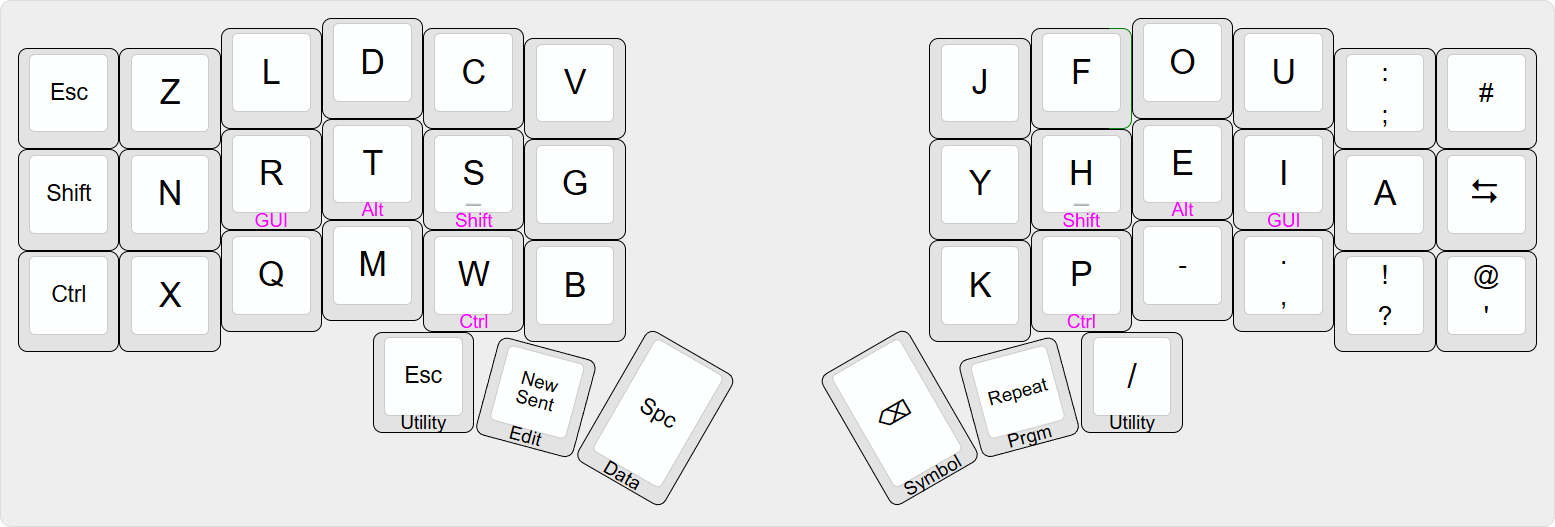 Esc Z L D C V J F O U : ; #
Shift N R T S G Y H E I A ⇆
GUI Alt Shift Shift Alt GUI
Ctrl X Q M W B K P - . , ! ? @ '
Ctrl Ctrl
Esc New Sent Spc ⌫ Repeat /
Utility Edit Data Symbol Prgm Utility